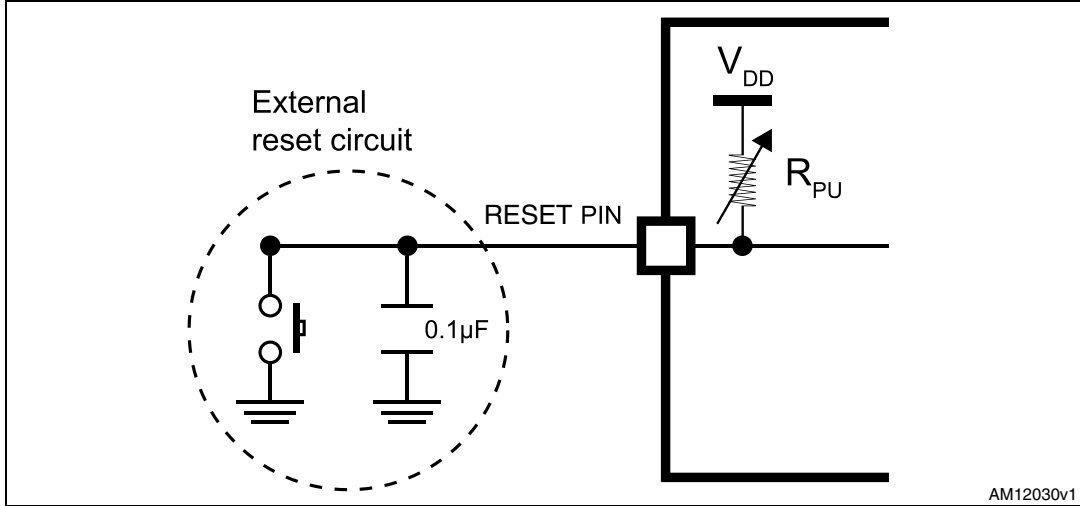 External
reset circuit
V DD
R PU
RESET PIN
0.1µF
AM12030v1